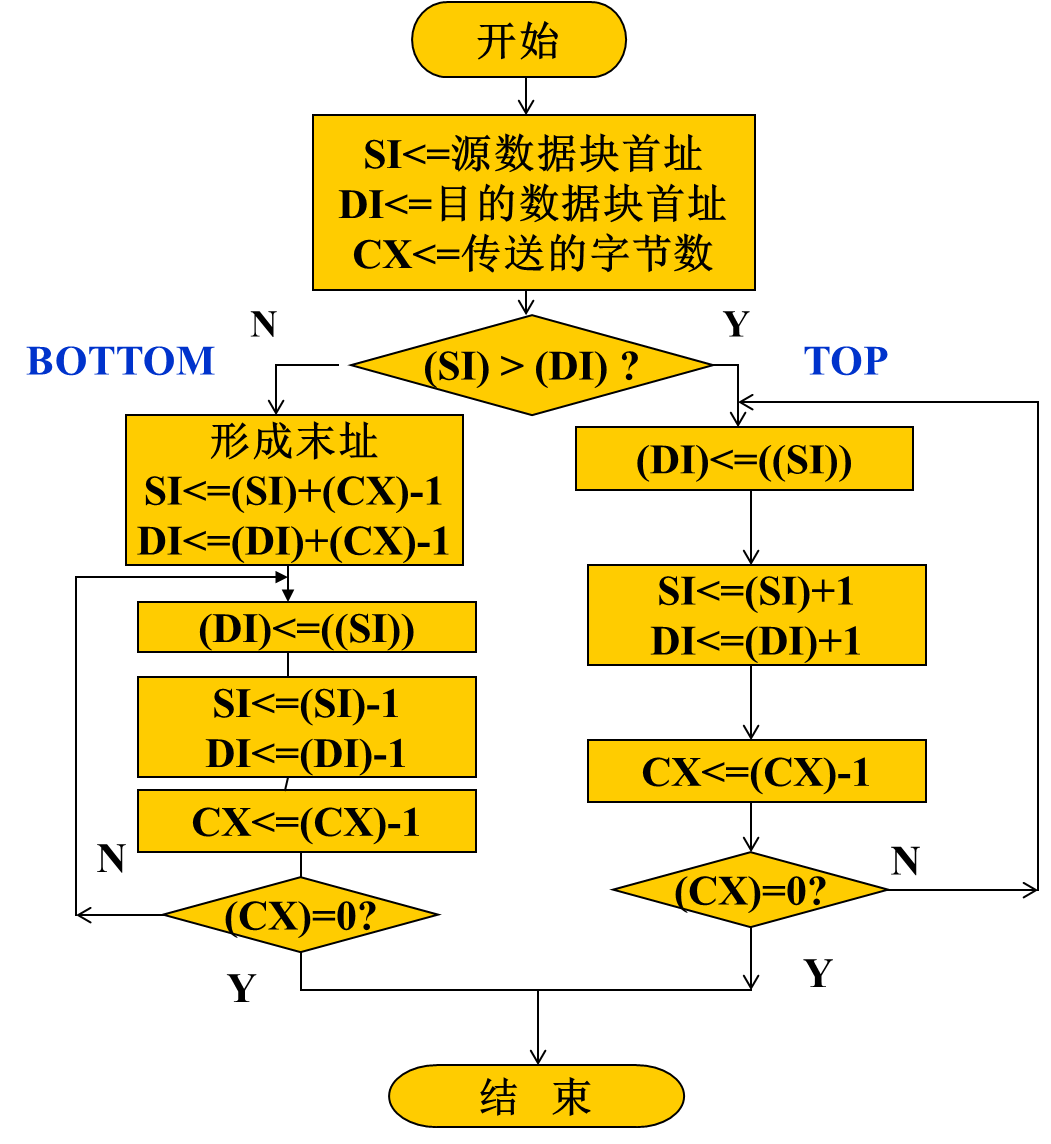 开始
SI<=源数据块首址
DI<=目的数据块首址
CX<=传送的字节数
N
Y
BOTTOM
(SI) > (DI) ?
TOP
形成末址
SI<=(SI)+(CX)-1
DI<=(DI)+(CX)-1
(DI)<=((SI))
SI<=(SI)-1
DI<=(DI)-1
CX<=(CX)-1
N
(CX)=0?
Y
(DI)<=((SI))
SI<=(SI)+1
DI<=(DI)+1
CX<=(CX)-1
N
(CX)=0?
Y
结 束